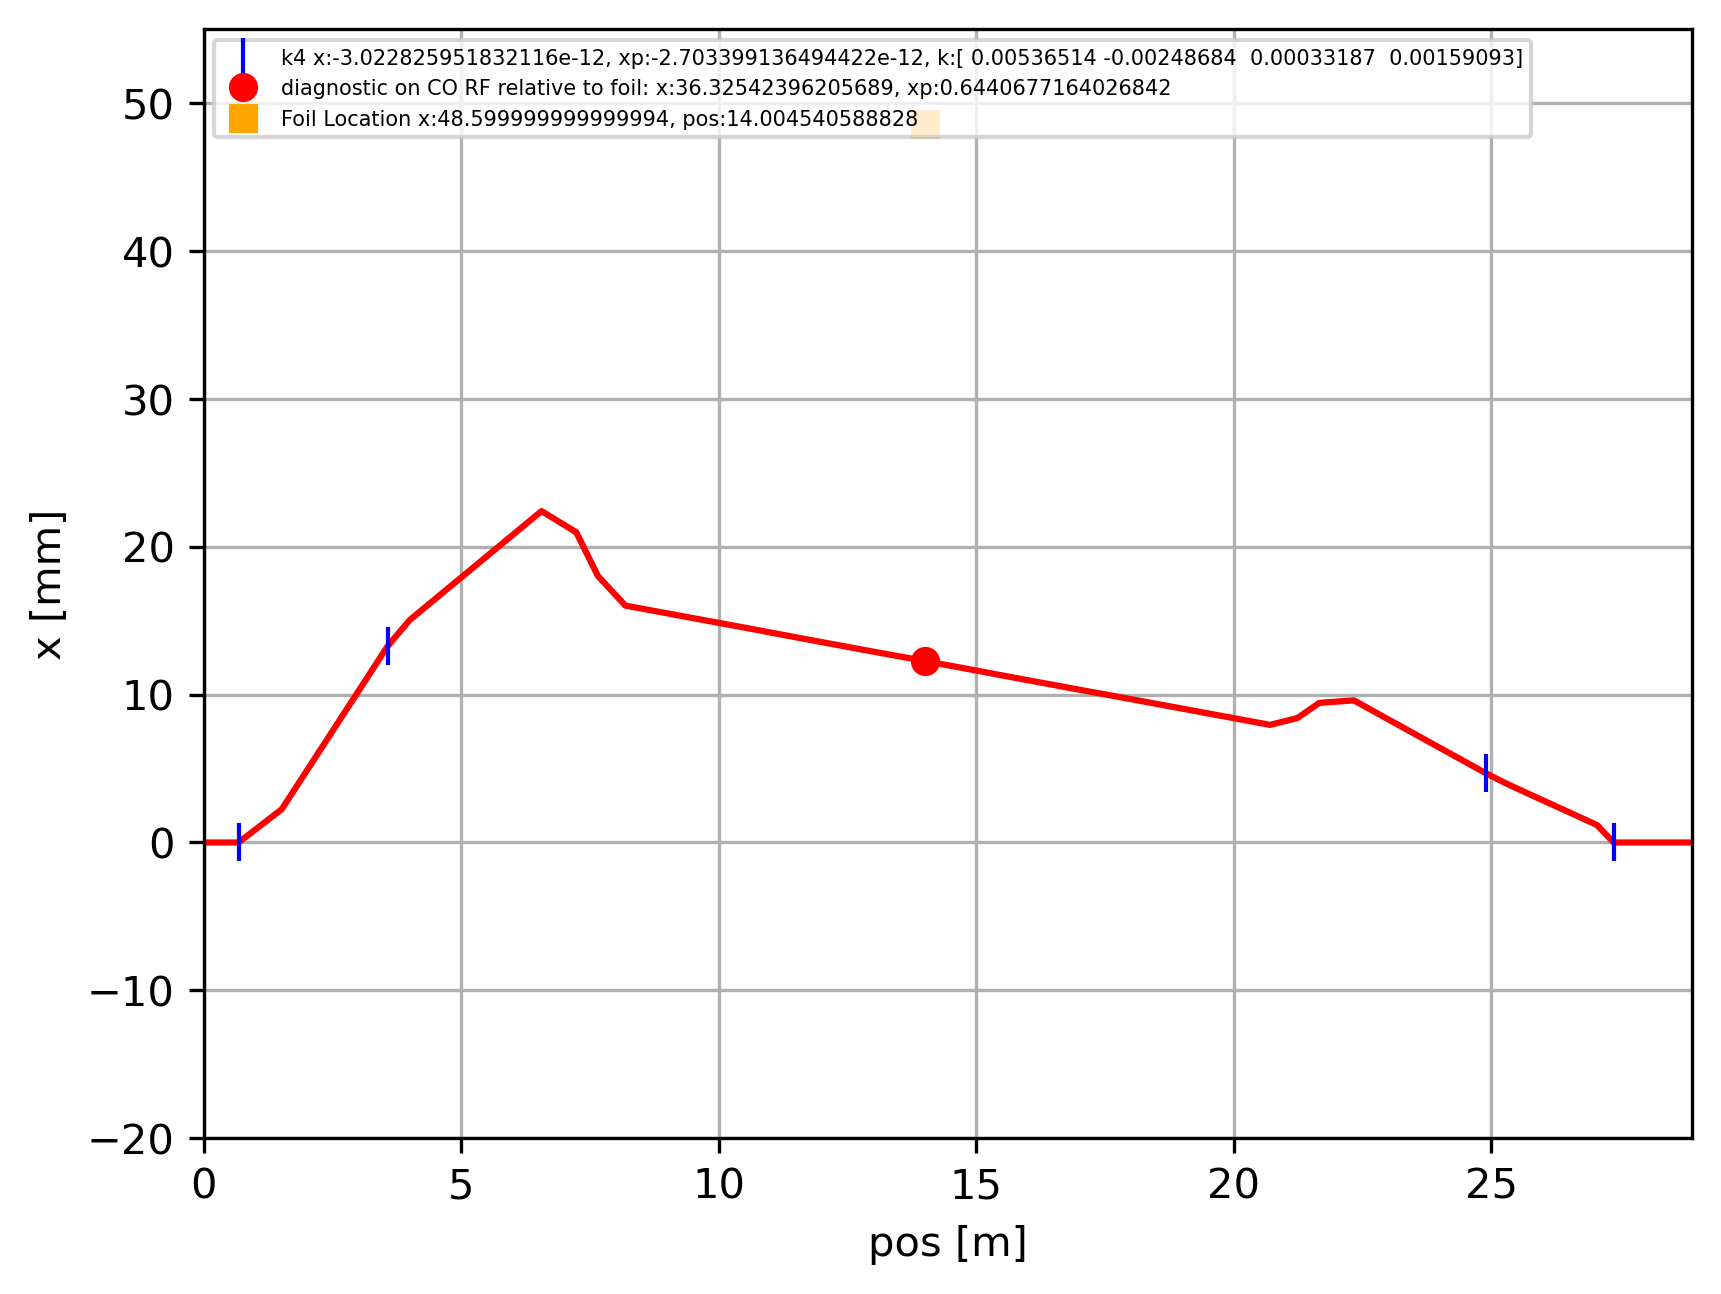 k4 x:-3.022825951832116e-12, xp:-2.703399136494422e-12, k:[ 0.00536514 -0.00248684  0.00033187  0.00159093]
diagnostic on CO RF relative to foil: x:36.32542396205689, xp:0.6440677164026842
Foil Location x:48.599999999999994, pos:14.004540588828
50
40
30
20
10
0
−10
−20
x [mm]
0 5 10 15 20 25
pos [m]